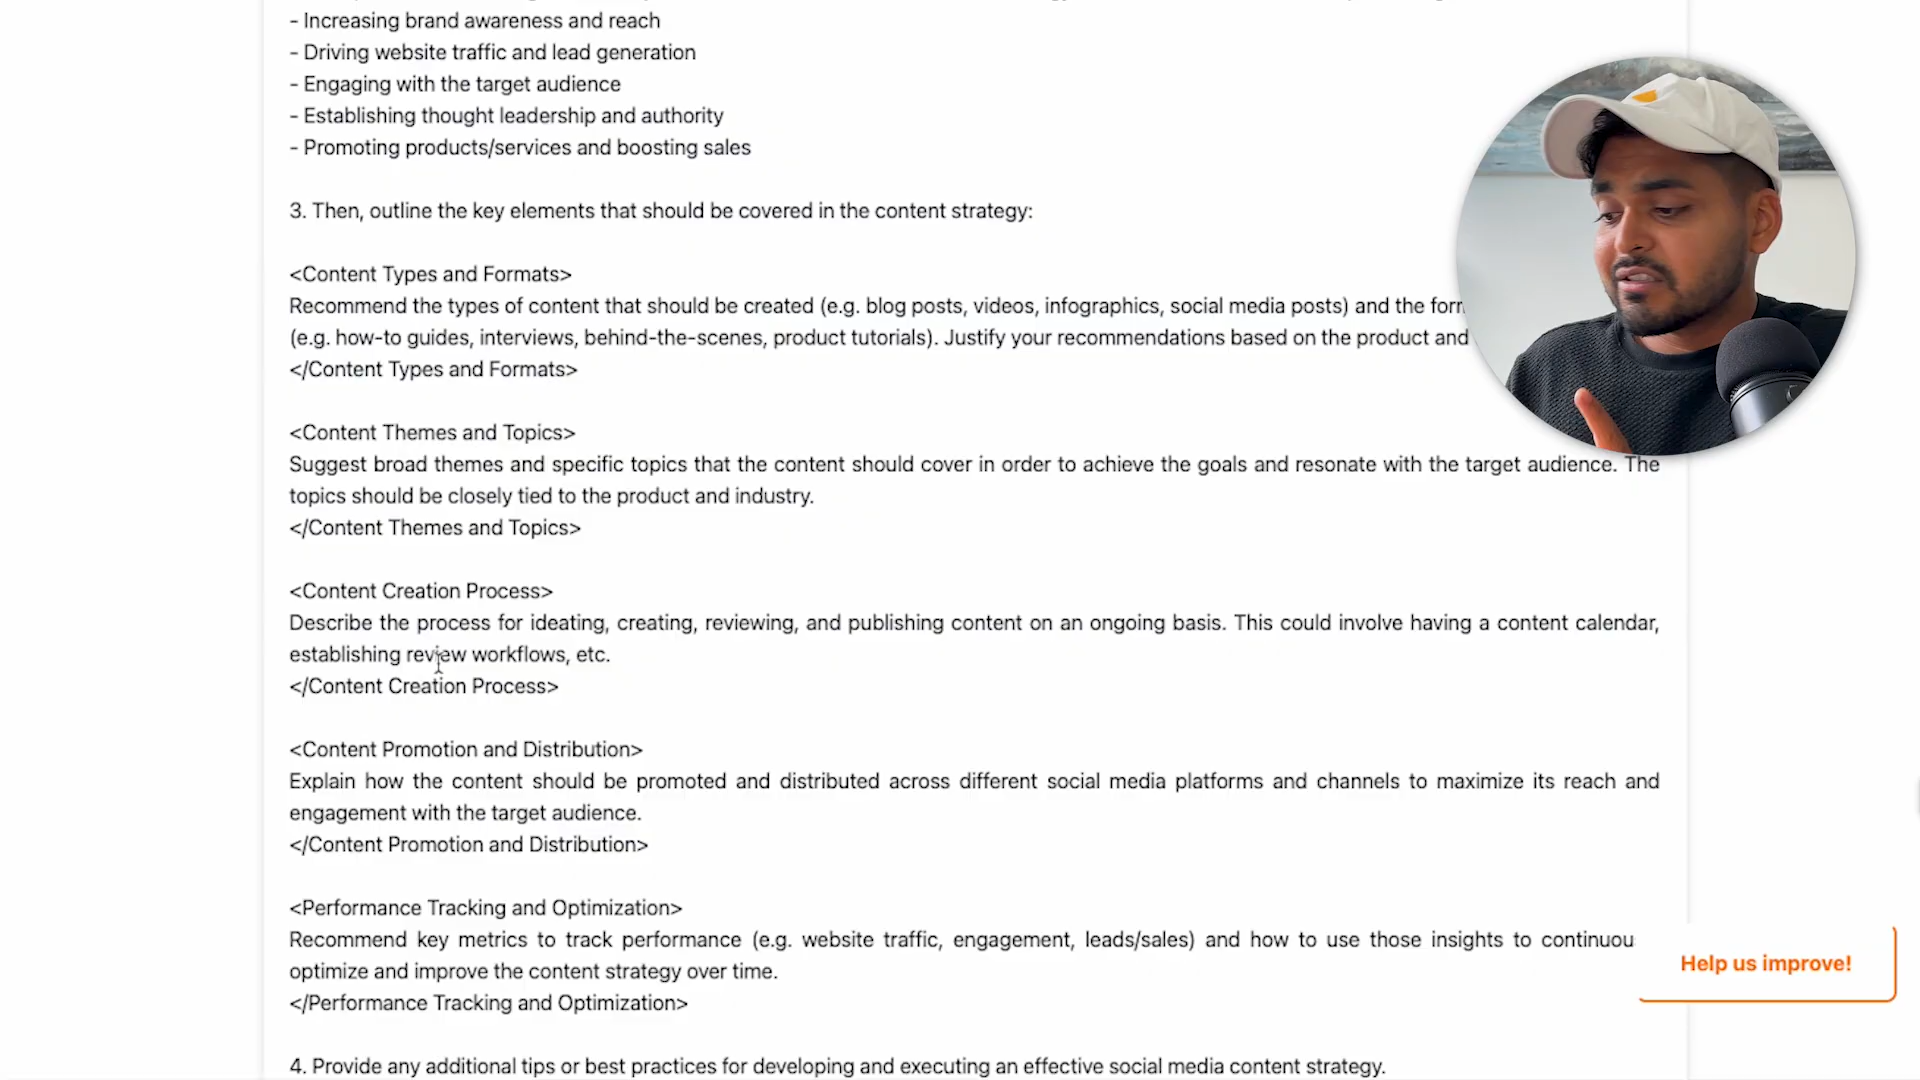 - Increasing brand awareness and reach
- Driving website traffic and lead generation
- Engaging with the target audience
- Establishing thought leadership and authority
- Promoting products/services and boosting sales
3. Then, outline the key elements that should be covered in the content strategy:
<Content Types and Formats>
Recommend the types of content that should be created (e.g. blog posts, videos, infographics, social media posts) and the
(e.g. how-to guides, interviews, behind-the-scenes, product tutorials). Justify your recommendations based on the product and
</Content Types and Formats>
<Content Themes and Topics>
Suggest broad themes and specific topics that the content should cover in order to achieve the goals and resonate with the target audience. The
topics should be closely tied to the product and industry.
</Content Themes and Topics>
<Content Creation Process>
Describe the process for ideating, creating, reviewing, and publishing content on an ongoing basis. This could involve having a content calendar,
establishing review workflows, etc.
</Content Creation Process>
<Content Promotion and Distribution>
Explain how the content should be promoted and distributed across different social media platforms and channels to maximize its reach and
engagement with the target audience.
</Content Promotion and Distribution>
<Performance Tracking and Optimization>
Recommend key metrics to track performance (e.g. website traffic, engagement, leads/sales) and how to use those insights to continuou
optimize and improve the content strategy over time.
</Performance Tracking and Optimization>
Help us improve!
4. Provide any additional tips or best practices for developing and executing an effective social media content strategy.